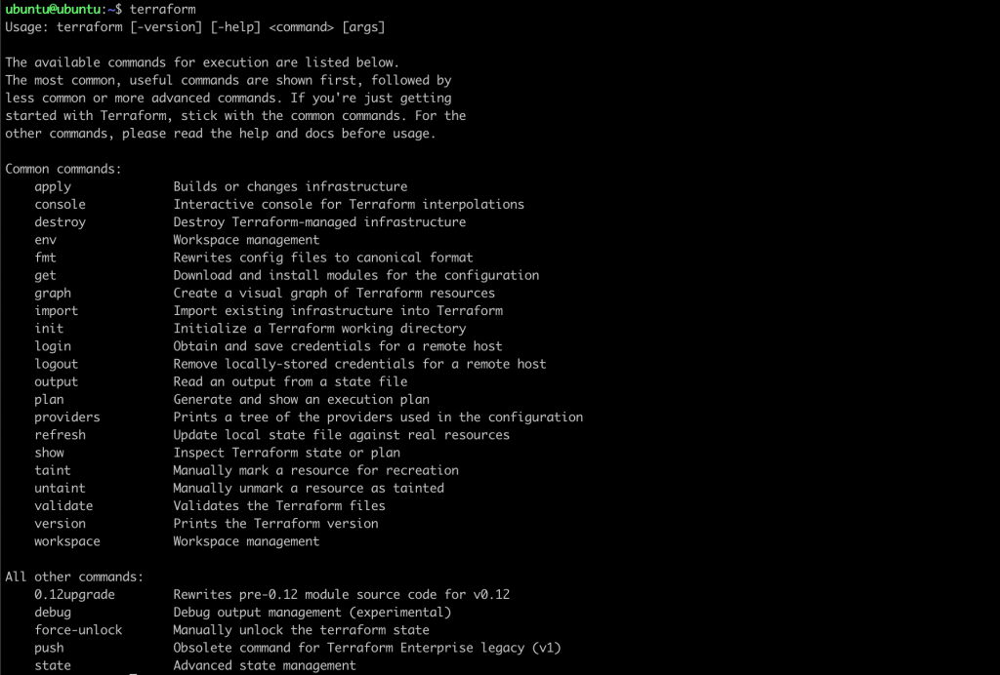 ubuntu@ubuntu:~$ terraform
Usage: terraform [-version] [-help] <command> [args]

The available commands for execution are listed below.
The most common, useful commands are shown first, followed by
less common or more advanced commands. If you're just getting
started with Terraform, stick with the common commands. For the
other commands, please read the help and docs before usage.

Common commands:
    apply              Builds or changes infrastructure
    console            Interactive console for Terraform interpolations
    destroy            Destroy Terraform-managed infrastructure
    env                Workspace management
    fmt                Rewrites config files to canonical format
    get                Download and install modules for the configuration
    graph              Create a visual graph of Terraform resources
    import             Import existing infrastructure into Terraform
    init               Initialize a Terraform working directory
    login              Obtain and save credentials for a remote host
    logout             Remove locally-stored credentials for a remote host
    output             Read an output from a state file
    plan               Generate and show an execution plan
    providers          Prints a tree of the providers used in the configuration
    refresh            Update local state file against real resources
    show               Inspect Terraform state or plan
    taint              Manually mark a resource for recreation
    untaint            Manually unmark a resource as tainted
    validate           Validates the Terraform files
    version            Prints the Terraform version
    workspace          Workspace management

All other commands:
    0.12upgrade        Rewrites pre-0.12 module source code for v0.12
    debug              Debug output management (experimental)
    force-unlock       Manually unlock the terraform state
    push               Obsolete command for Terraform Enterprise legacy (v1)
    state              Advanced state management